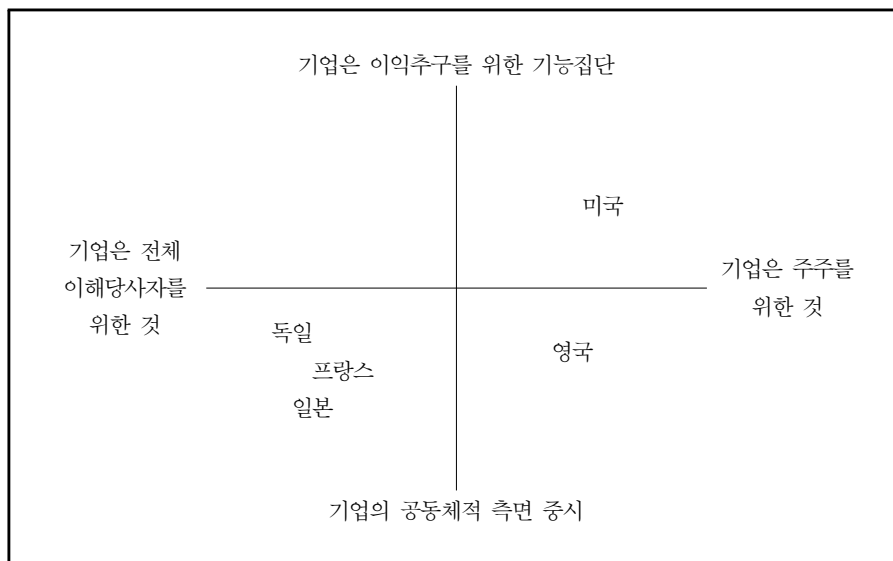 기업은 이익추구를 위한 기능집단
미국
기업은 전체
이해당사자를
위한 것
기업은 주주를
위한 것
독일
영국
프랑스
일본
기업의 공동체적 측면 중시